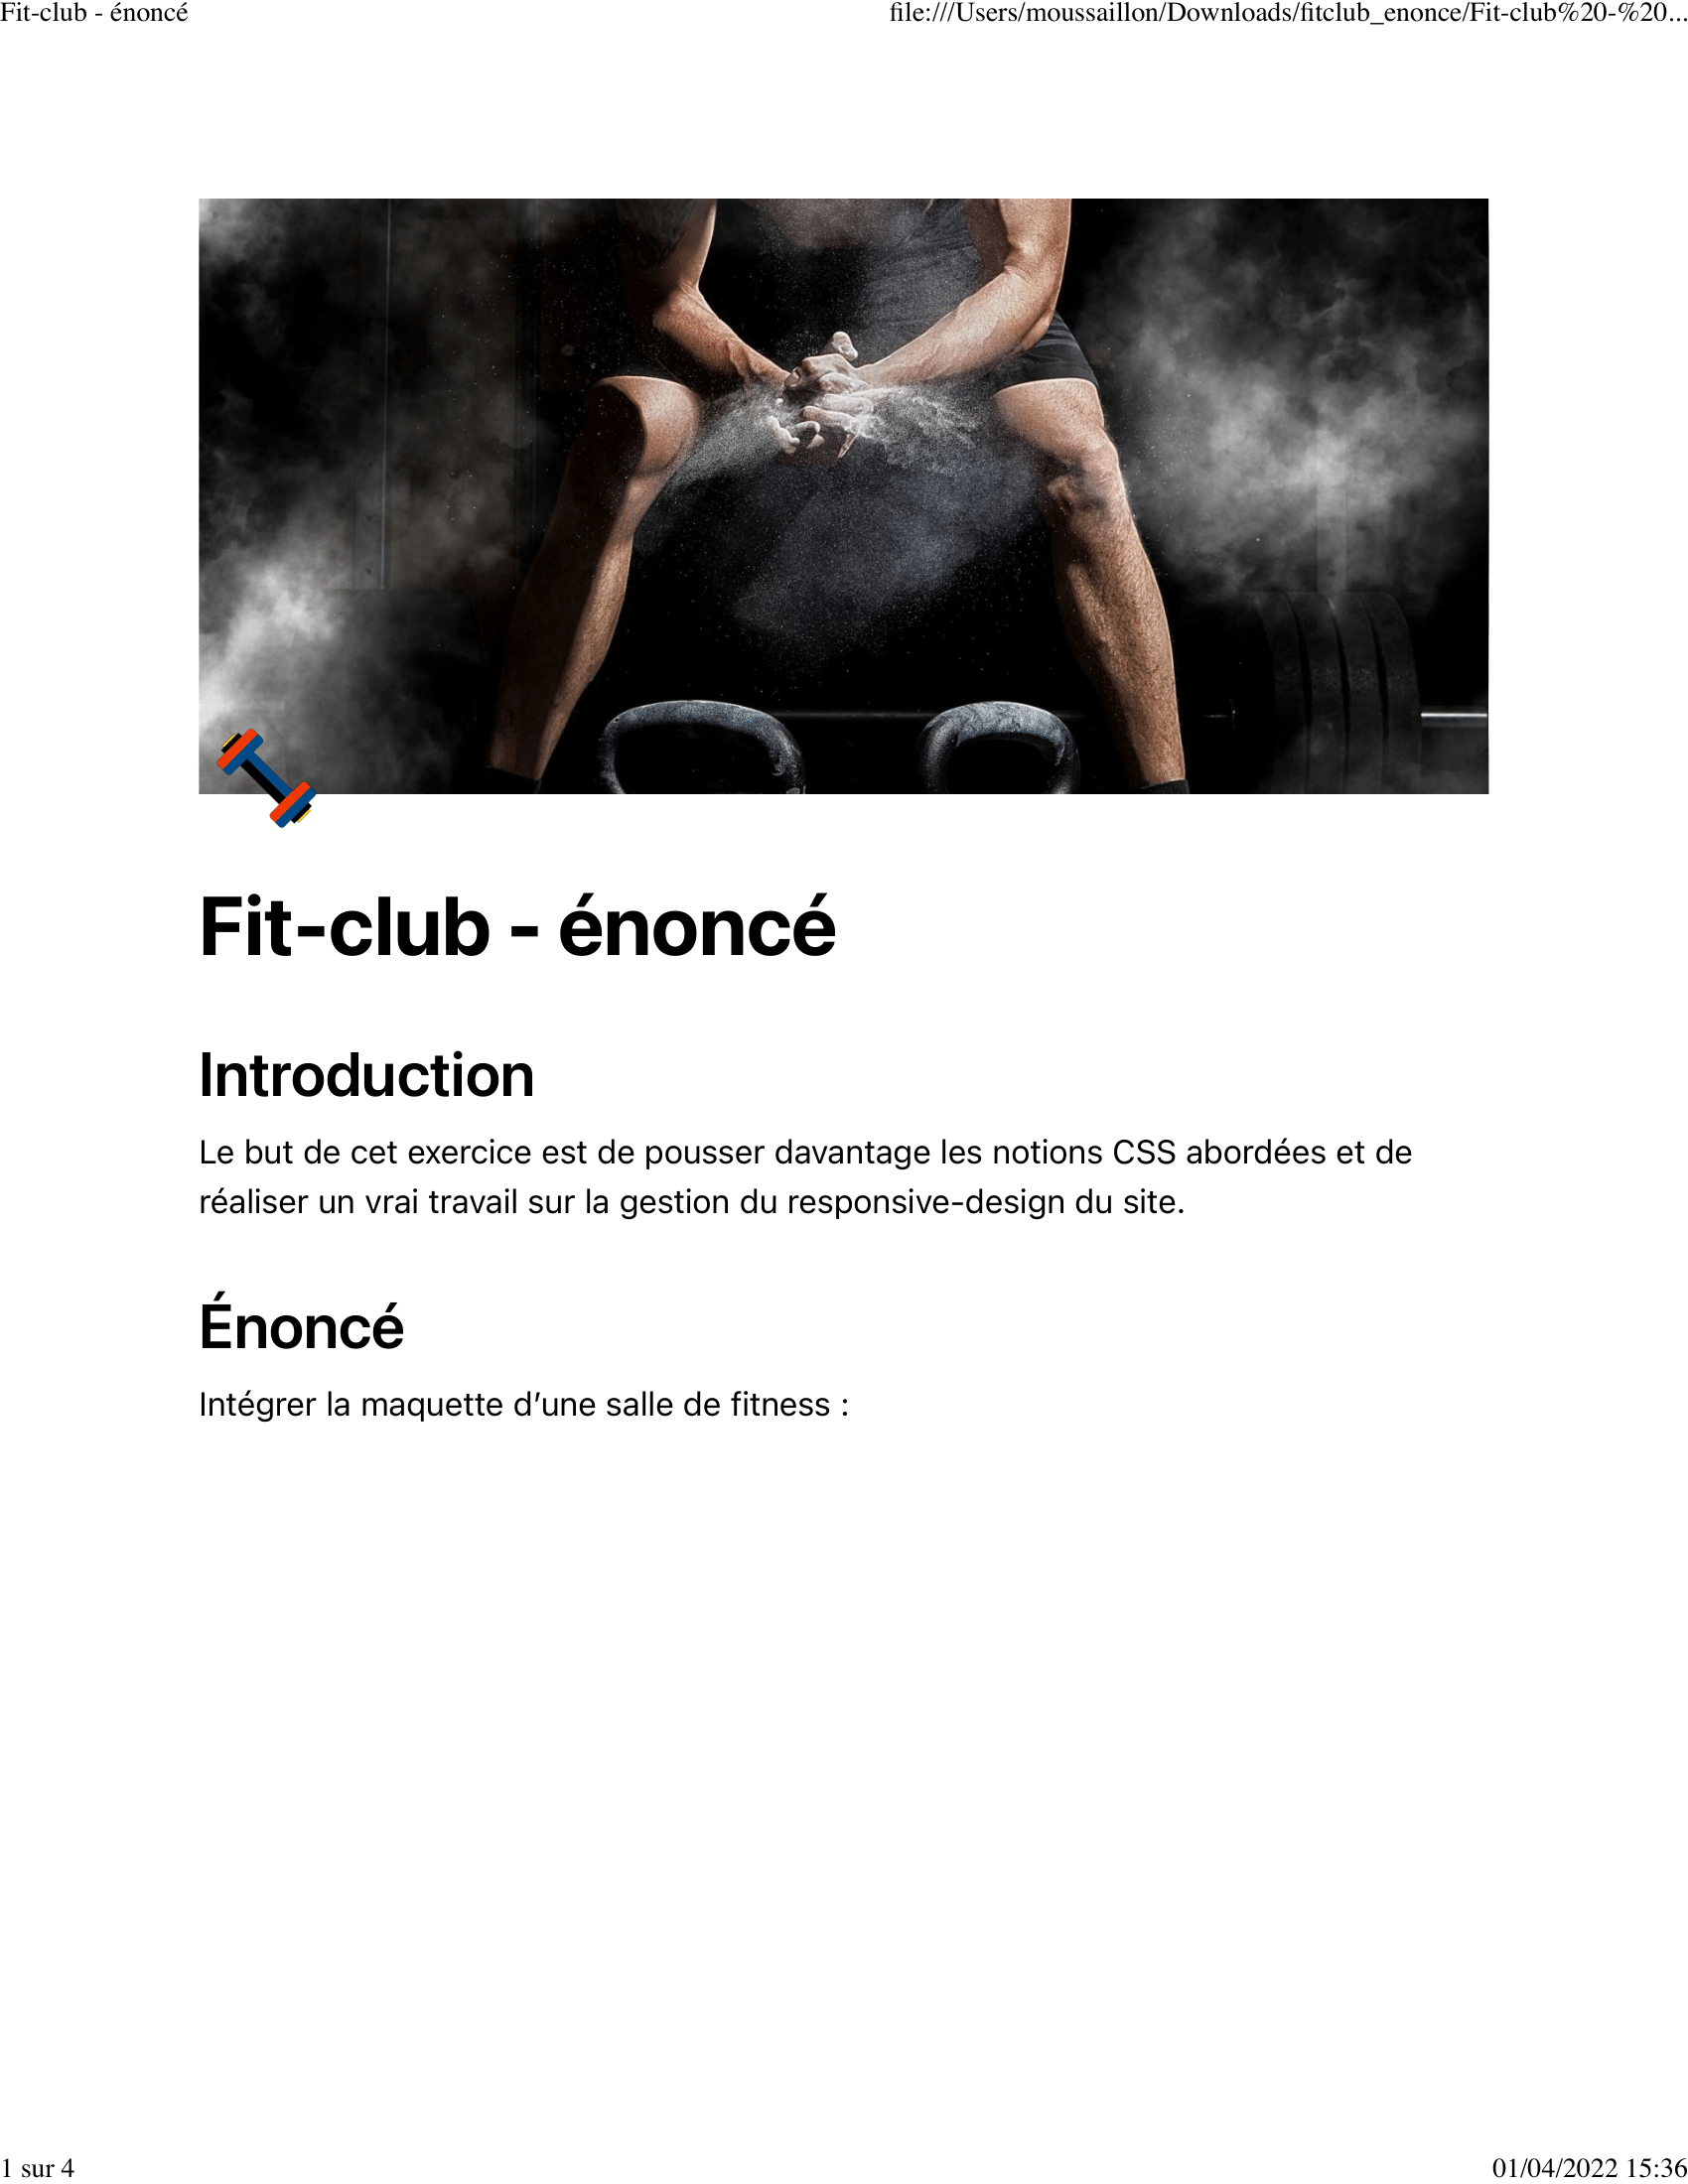 Fit-club - énoncé
file:///Users/moussaillon/Downloads/fitclub_enonce/Fit-club%20-%20...
Fit-club - énoncé
Introduction
Le but de cet exercice est de pousser davantage les notions CSS abordées et de
réaliser un vrai travail sur la gestion du responsive-design du site.
Énoncé
Intégrer la maquette d’une salle de fitness :
1 sur 4
01/04/2022 15:36